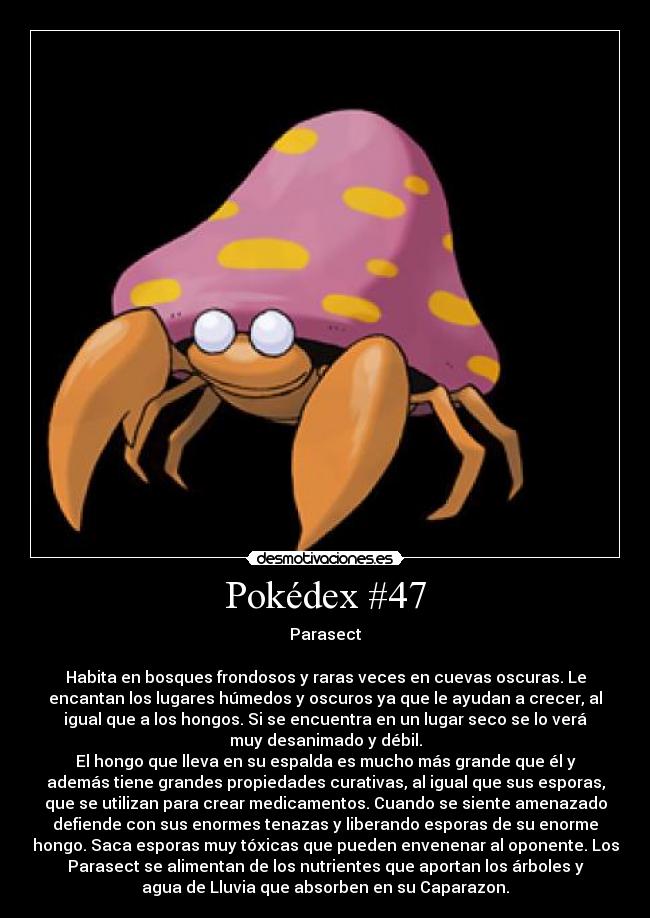 desmotivaciones.es
Pokédex #47
Parasect
Habita en bosques frondosos y raras veces en cuevas oscuras. Le
encantan los lugares húmedos y oscuros ya que le ayudan a crecer, al
igual que a los hongos. Si se encuentra en un lugar seco se lo verá
muy desanimado y débil.
El hongo que lleva en su espalda es mucho más grande que él y
además tiene grandes propiedades curativas, al igual que sus esporas,
que se utilizan para crear medicamentos. Cuando se siente amenazado
defiende con sus enormes tenazas y liberando esporas de su enorme
hongo. Saca esporas muy tóxicas que pueden envenenar al oponente. Los
Parasect se alimentan de los nutrientes que aportan los árboles y
agua de Lluvia que absorben en su Caparazon.